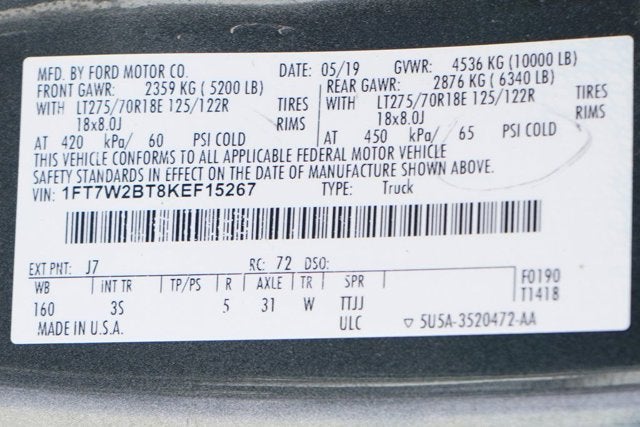 MFD. BY FORD MOTOR CO. DATE: 05/19 GVWR: 4536 KG (10000 LB)
FRONT GAWR: 2359 KG (5200 LB) REAR GAWR: 2876 KG (6340 LB)
WITH LT275/70R18E 125/122R TIRES WITH LT275/70R18E 125/122R TIRES
18x8.0J RIMS 18x8.0J RIMS
AT 420 kPa/ 60 PSI COLD AT 450 kPa/ 65 PSI COLD
THIS VEHICLE CONFORMS TO ALL APPLICABLE FEDERAL MOTOR VEHICLE
SAFETY STANDARDS IN EFFECT ON THE DATE OF MANUFACTURE SHOWN ABOVE.
VIN: 1FT7W2BT8KEF15267 TYPE: Truck
EXT PNT: J7 RC: 72 DSO:
WB INT TR TP/PS R AXLE TR SPR F0190
160 3S 5 31 W TTJJ T1418
MADE IN U.S.A. ULC ▽ 5U5A-3520472-AA